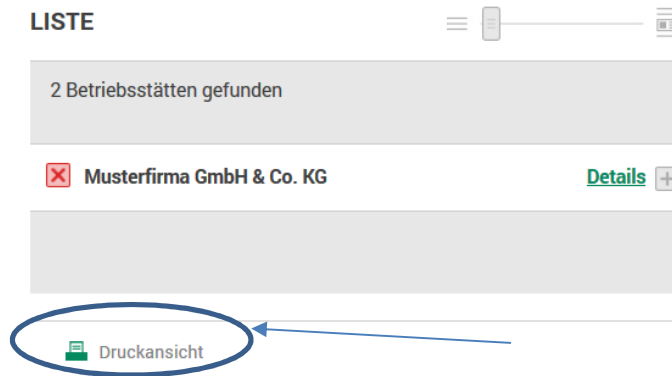 LISTE
2 Betriebsstätten gefunden
Musterfirma GmbH & Co. KG Details
Druckansicht